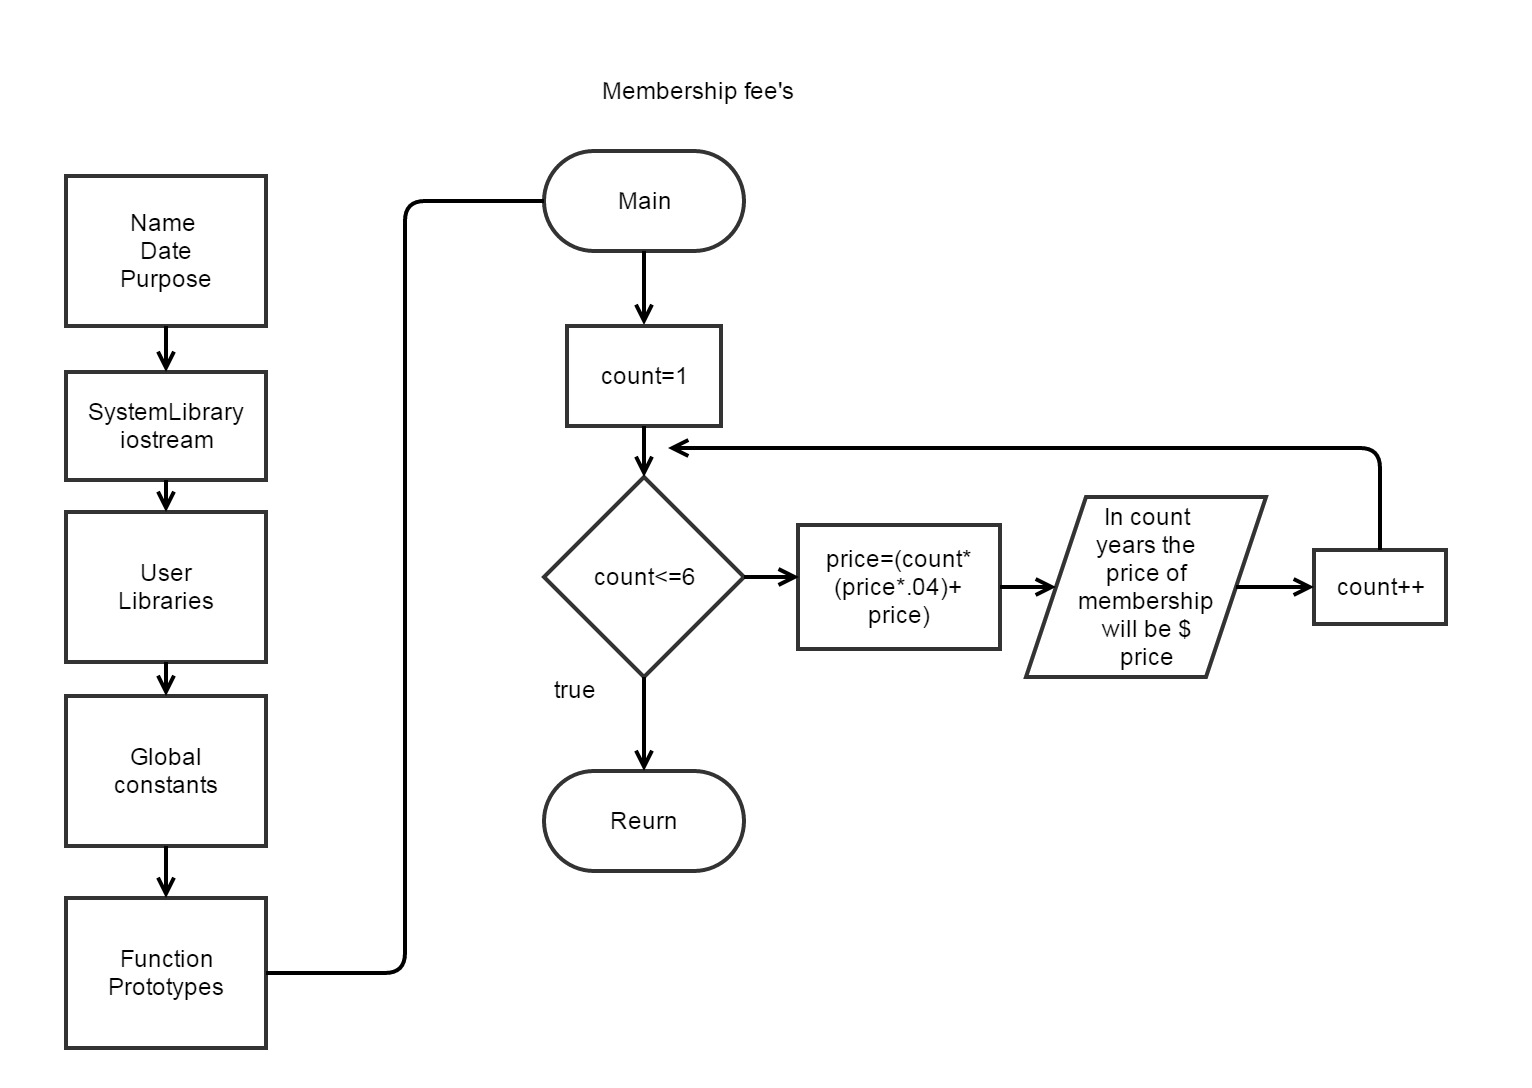 Membership fee's
Name
Date
Purpose
SystemLibrary
iostream
User
Libraries
Global
constants
Function
Prototypes
Main
count=1
count<=6
true
Reurn
price=(count*
(price*.04)+
price)
In count
years the
price of
membership
will be $
price
count++